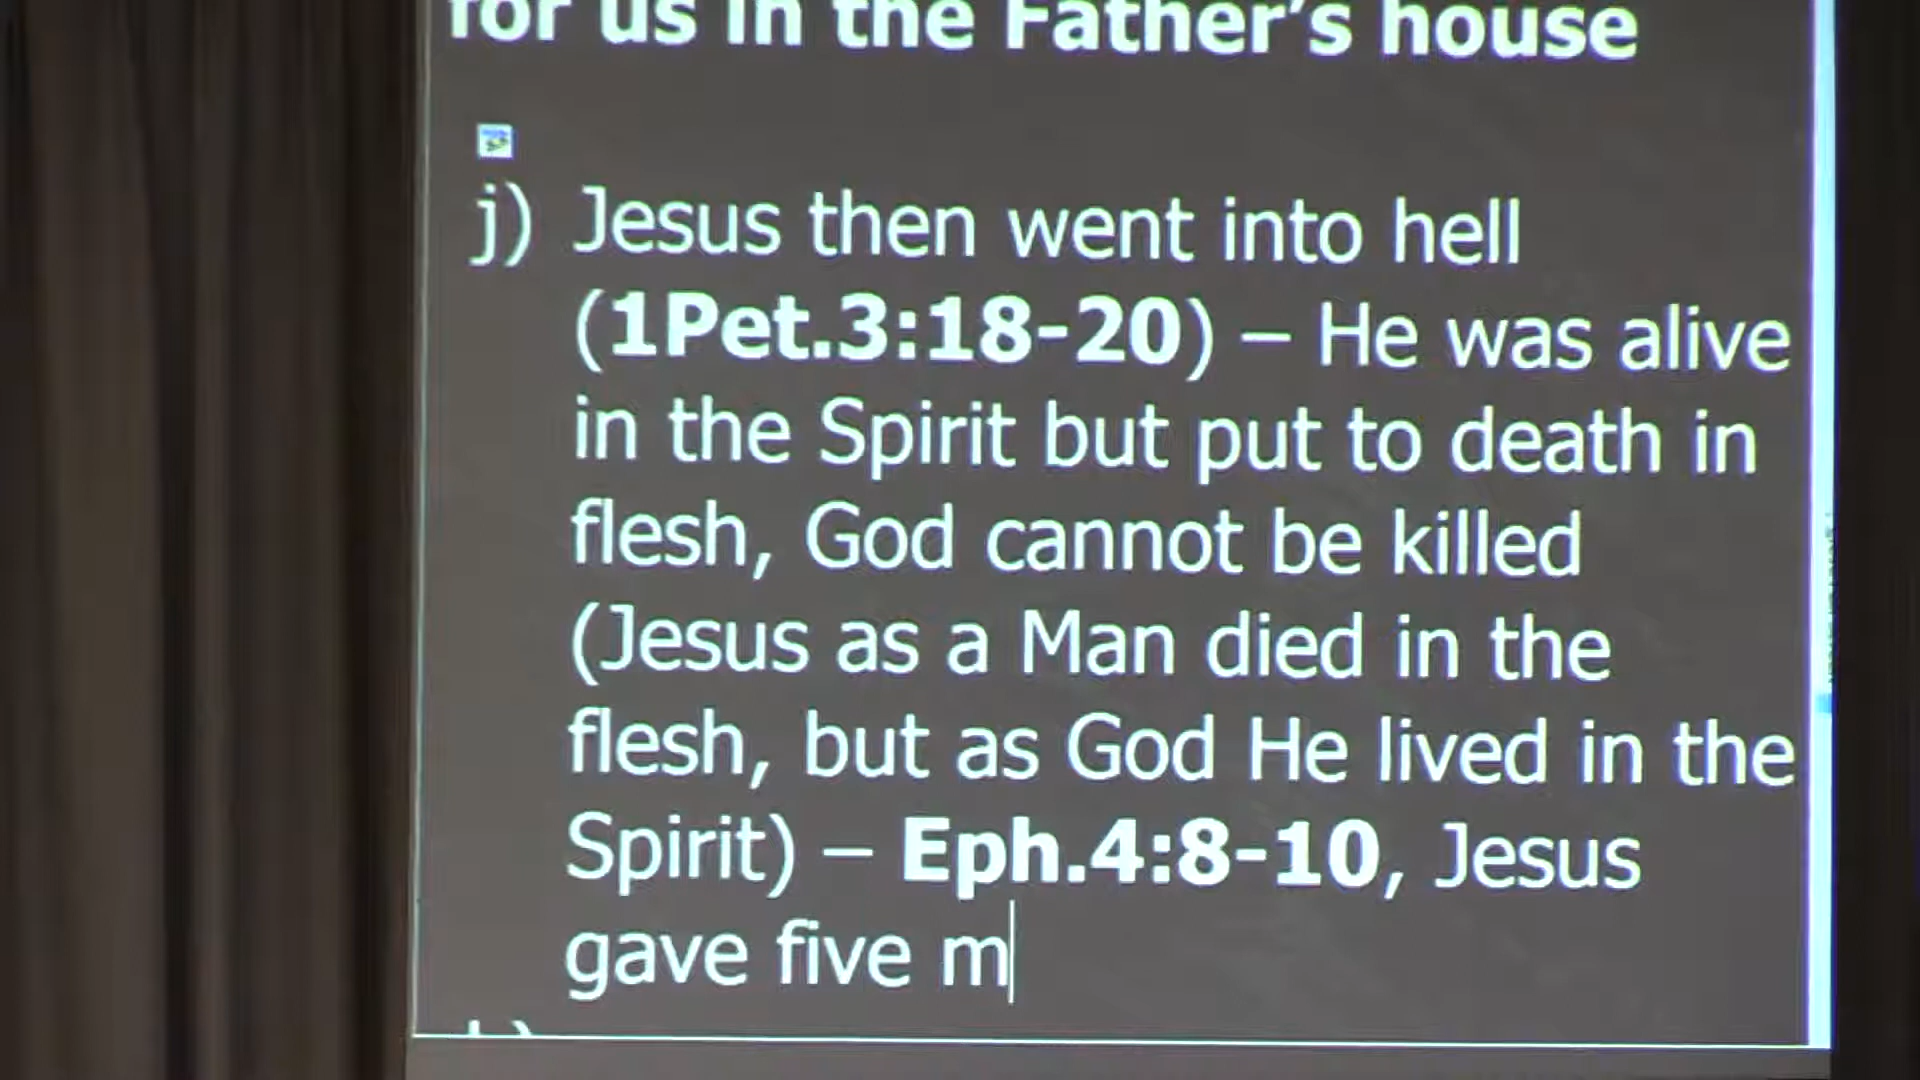 for us in the Father's house
j) Jesus then went into hell
(1Pet.3:18-20) – He was alive
in the Spirit but put to death in
flesh, God cannot be killed
(Jesus as a Man died in the
flesh, but as God He lived in the
Spirit) – Eph.4:8-10, Jesus
gave five m